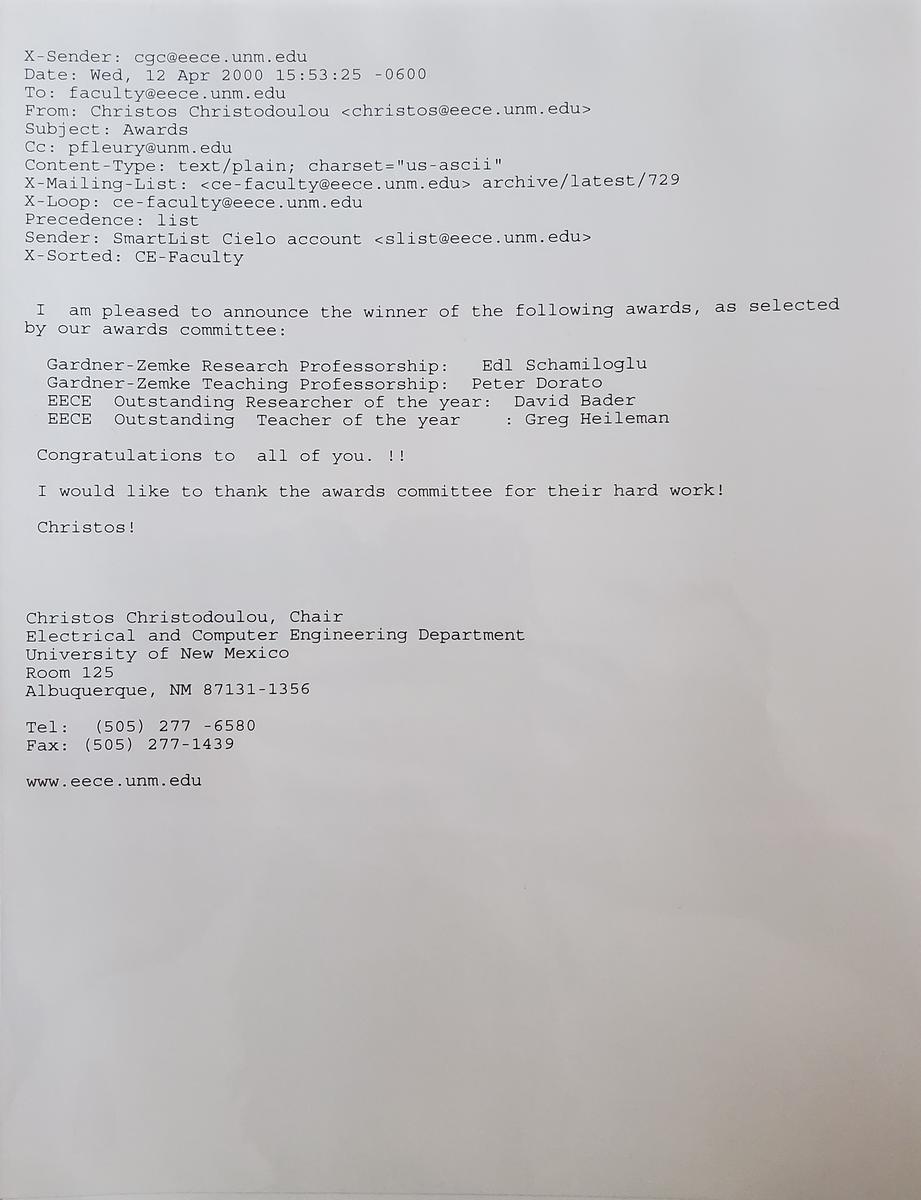 X-Sender: cgc@eece.unm.edu
Date: Wed, 12 Apr 2000 15:53:25 -0600
To: faculty@eece.unm.edu
From: Christos Christodoulou <christos@eece.unm.edu>
Subject: Awards
Cc: pfleury@unm.edu
Content-Type: text/plain; charset="us-ascii"
X-Mailing-List: <ce-faculty@eece.unm.edu> archive/latest/729
X-Loop: ce-faculty@eece.unm.edu
Precedence: list
Sender: SmartList Cielo account <slist@eece.unm.edu>
X-Sorted: CE-Faculty
I  am pleased to announce the winner of the following awards, as selected
by our awards committee:
Gardner-Zemke Research Professorship:   Edl Schamiloglu
Gardner-Zemke Teaching Professorship:  Peter Dorato
EECE  Outstanding Researcher of the year:  David Bader
EECE  Outstanding  Teacher of the year    : Greg Heileman
Congratulations to  all of you. !!
I would like to thank the awards committee for their hard work!
Christos!
Christos Christodoulou, Chair
Electrical and Computer Engineering Department
University of New Mexico
Room 125
Albuquerque, NM 87131-1356
Tel:  (505) 277 -6580
Fax: (505) 277-1439
www.eece.unm.edu